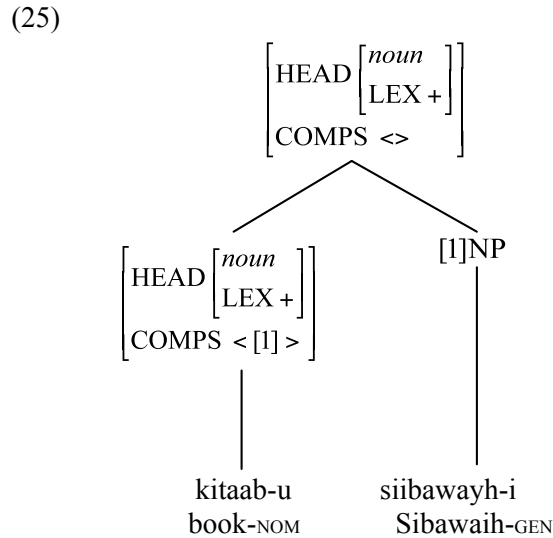 (25)
HEAD [noun
LEX +]
COMPS <>
[1]NP
HEAD [noun
LEX +]
COMPS < [1] >
kitaab-u siibawayh-i
book-NOM Sibawaih-GEN